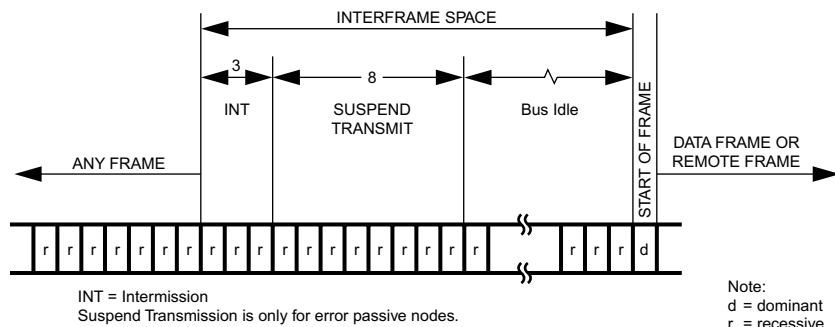 INTERFRAME SPACE
3
8
INT
SUSPEND
TRANSMIT
Bus Idle
START OF FRAME
ANY FRAME
DATA FRAME OR
REMOTE FRAME
r r r r r r r r r r r r r r r r r r r r r r d
INT = Intermission
Suspend Transmission is only for error passive nodes.
Note:
d = dominant
r = recessive